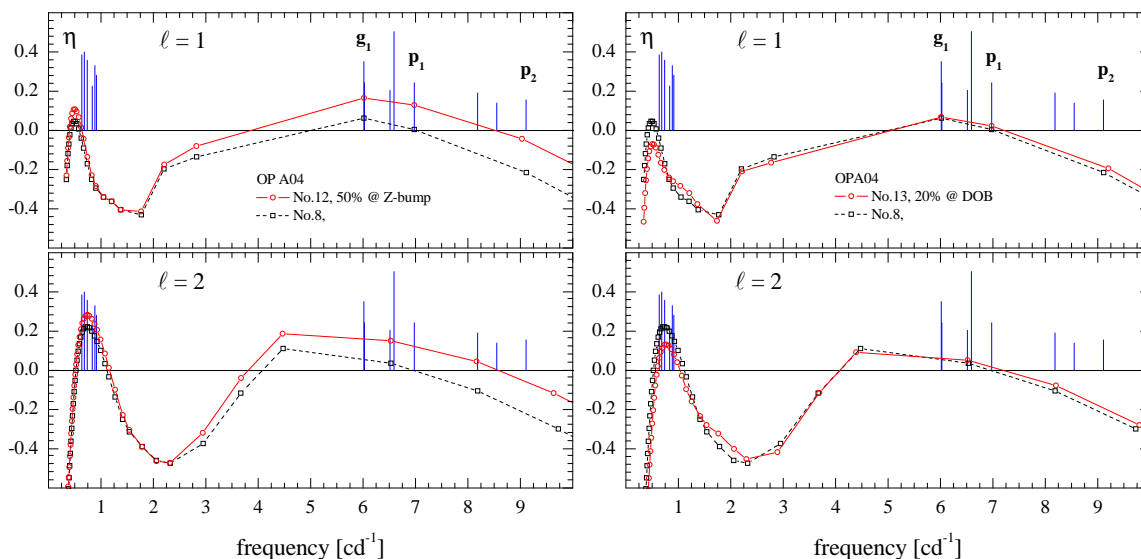 η ℓ = 1 g1 p1 p2
0.4
0.2
0.0
-0.2
-0.4
OP A04
No.12, 50% @ Z-bump
No.8,
ℓ = 2
0.4
0.2
0.0
-0.2
-0.4
1 2 3 4 5 6 7 8 9
frequency [cd-1]
η ℓ = 1 g1 p1 p2
0.4
0.2
0.0
-0.2
-0.4
OPA04
No.13, 20% @ DOB
No.8,
ℓ = 2
0.4
0.2
0.0
-0.2
-0.4
1 2 3 4 5 6 7 8 9
frequency [cd-1]